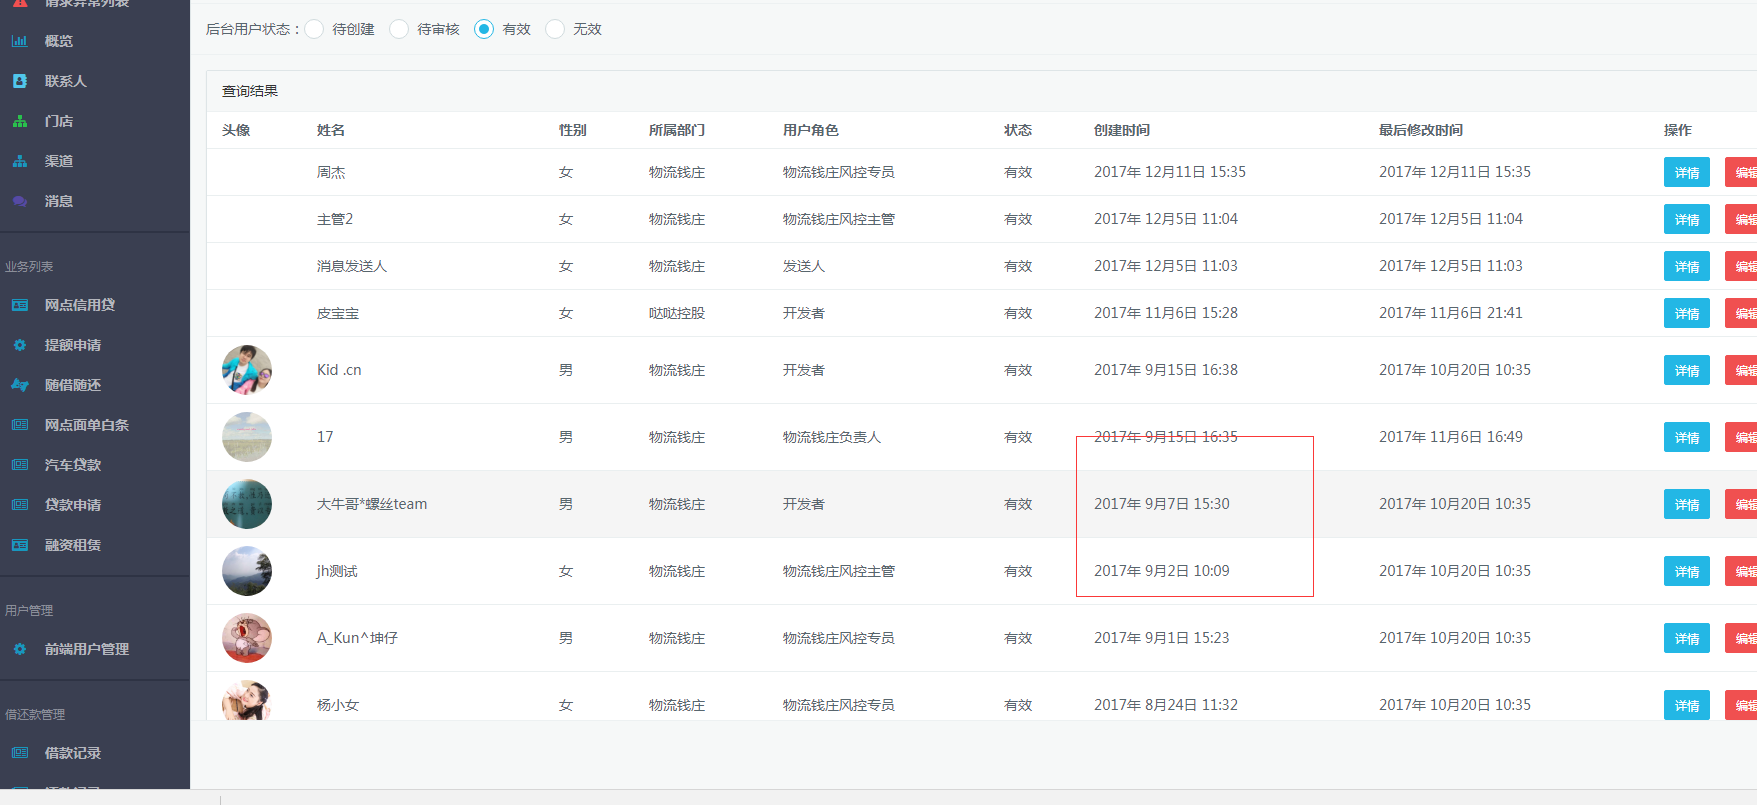 请求异常列表
概览
联系人
门店
渠道
消息
业务列表
网点信用贷
提额申请
随借随还
网点面单白条
汽车贷款
贷款申请
融资租赁
用户管理
前端用户管理
借还款管理
借款记录
后台用户状态： 待创建 待审核 有效 无效
查询结果
头像 姓名 性别 所属部门 用户角色 状态 创建时间 最后修改时间 操作
周杰 女 物流钱庄 物流钱庄风控专员 有效 2017年 12月11日 15:35 2017年 12月11日 15:35 详情 编辑
主管2 女 物流钱庄 物流钱庄风控主管 有效 2017年 12月5日 11:04 2017年 12月5日 11:04 详情 编辑
消息发送人 女 物流钱庄 发送人 有效 2017年 12月5日 11:03 2017年 12月5日 11:03 详情 编辑
皮宝宝 女 哒哒控股 开发者 有效 2017年 11月6日 15:28 2017年 11月6日 21:41 详情 编辑
Kid .cn 男 物流钱庄 开发者 有效 2017年 9月15日 16:38 2017年 10月20日 10:35 详情 编辑
17 男 物流钱庄 物流钱庄负责人 有效 2017年 9月15日 16:35 2017年 11月6日 16:49 详情 编辑
大牛哥*螺丝team 男 物流钱庄 开发者 有效 2017年 9月7日 15:30 2017年 10月20日 10:35 详情 编辑
jh测试 女 物流钱庄 物流钱庄风控主管 有效 2017年 9月2日 10:09 2017年 10月20日 10:35 详情 编辑
A_Kun^坤仔 男 物流钱庄 物流钱庄风控专员 有效 2017年 9月1日 15:23 2017年 10月20日 10:35 详情 编辑
杨小女 女 物流钱庄 物流钱庄风控专员 有效 2017年 8月24日 11:32 2017年 10月20日 10:35 详情 编辑